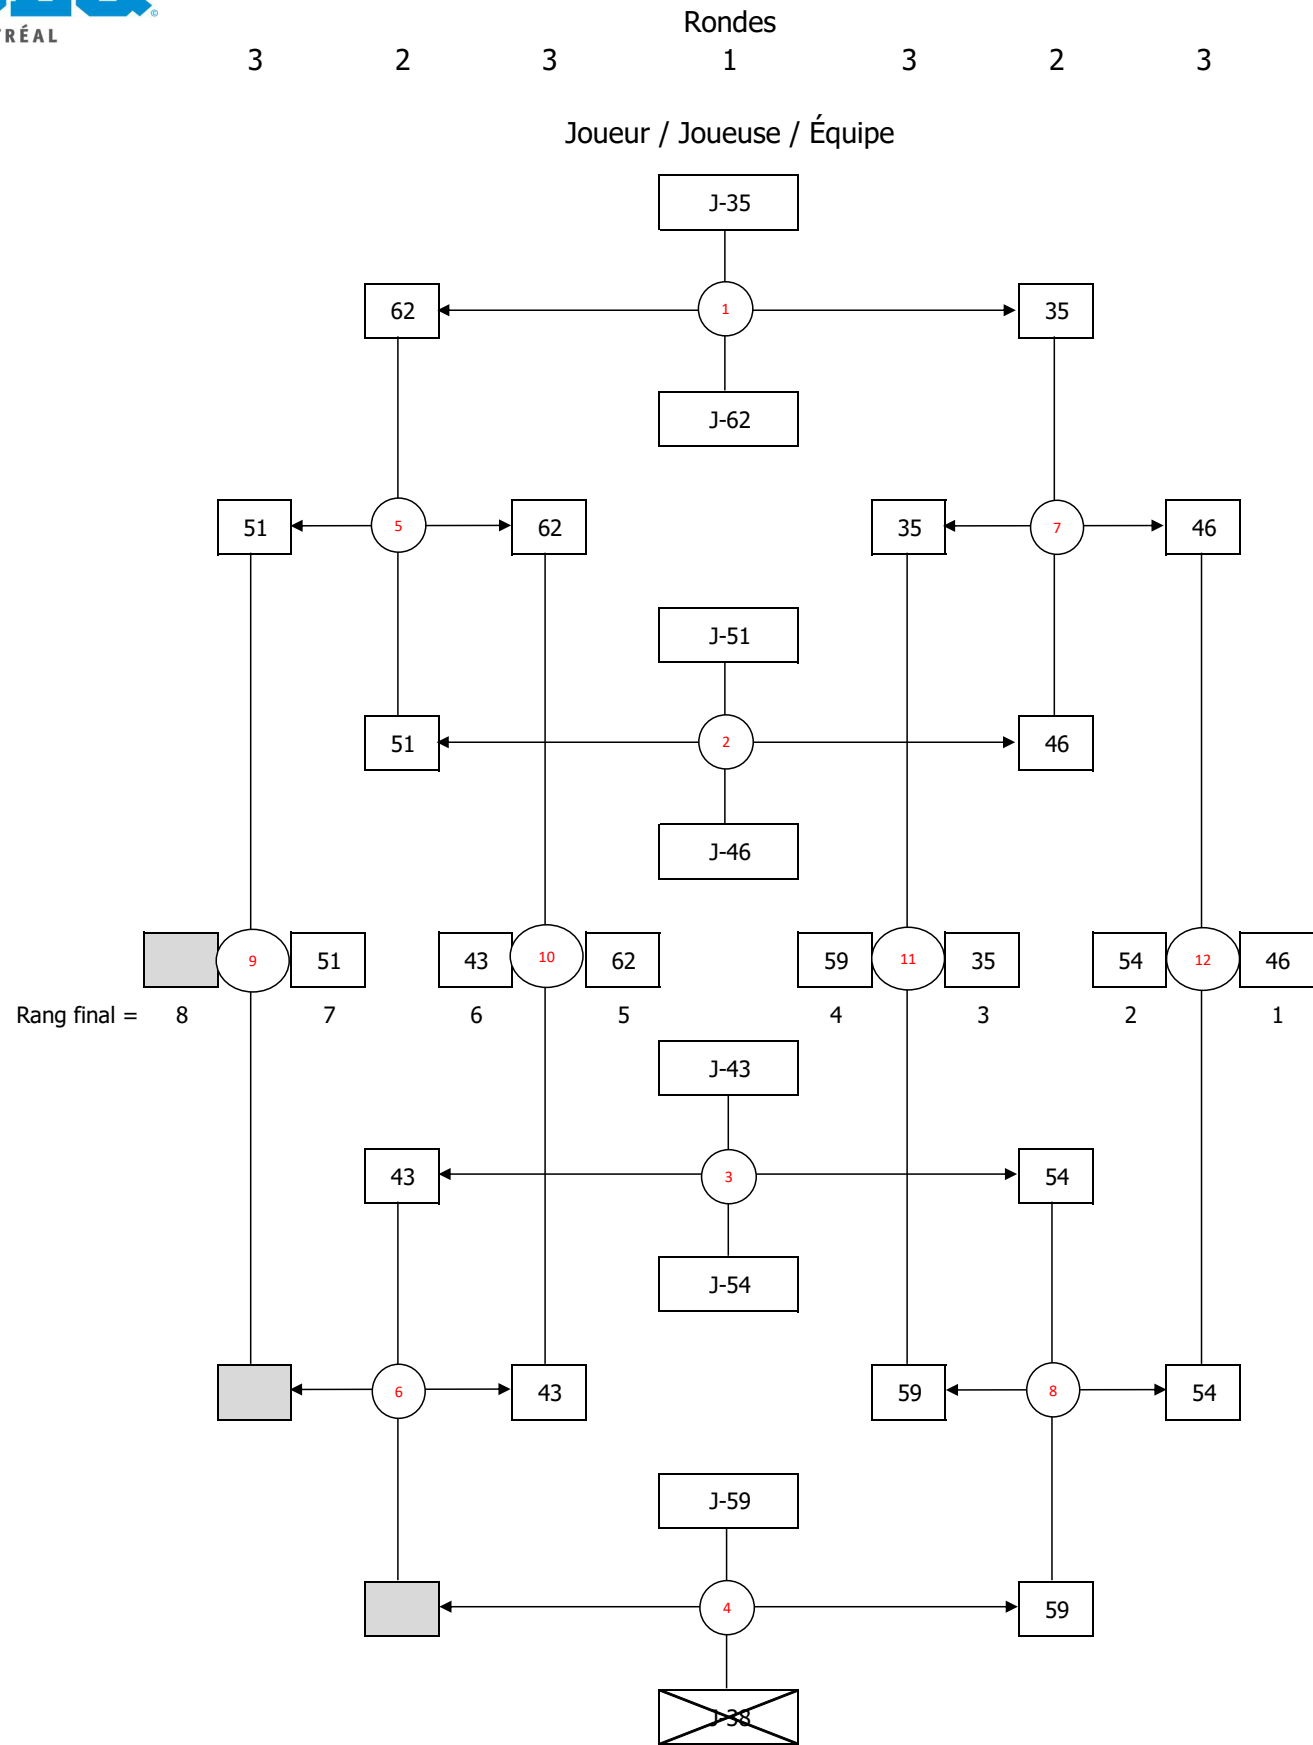 RÉAL
Rondes
3 2 3 1 3 2 3
Joueur / Joueuse / Équipe
J-35
62 1 35
J-62
51 5 62 35 7 46
J-51
51 2 46
J-46
9 51 43 10 62 59 11 35 54 12 46
Rang final = 8 7 6 5 4 3 2 1
J-43
43 3 54
J-54
6 43 59 8 54
J-59
4 59
J-38